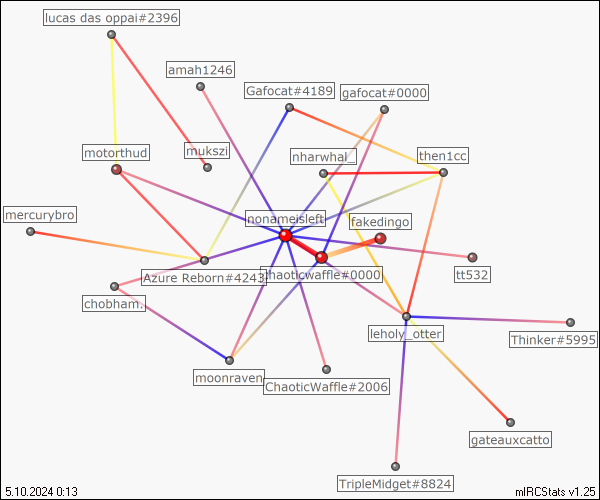 lucas das oppai#2396
amah1246
Gafocat#4189
gafocat#0000
motorthud
mukszi
nharwhal_
then1cc
mercurybro
nonameisleft
fakedingo
Azure Reborn#4243
chaoticwaffle#0000
tt532
chobham.
leholy_otter
Thinker#5995
moonraven
ChaoticWaffle#2006
gateauxcatto
TripleMidget#8824
5.10.2024 0:13
mIRCStats v1.25